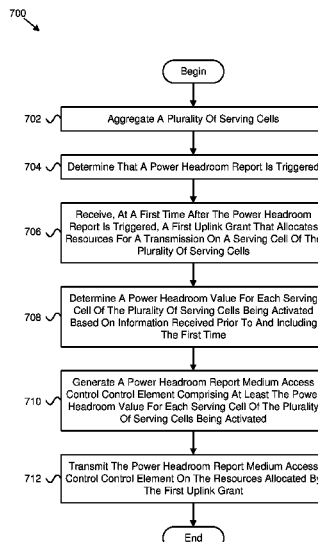 700
Begin
702
Aggregate A Plurality Of Serving Cells
704
Determine That A Power Headroom Report Is Triggered
706
Receive, At A First Time After The Power Headroom
Report Is Triggered, A First Uplink Grant That Allocates
Resources For A Transmission On A Serving Cell Of The
Plurality Of Serving Cells
708
Determine A Power Headroom Value For Each Serving
Cell Of The Plurality Of Serving Cells Being Activated
Based On Information Received Prior To And Including
The First Time
710
Generate A Power Headroom Report Medium Access
Control Control Element Comprising At Least The Powe
Headroom Value For Each Serving Cell Of The Plurality
Of Serving Cells Being Activated
712
Transmit The Power Headroom Report Medium Access
Control Control Element On The Resources Allocated By
The First Uplink Grant
End